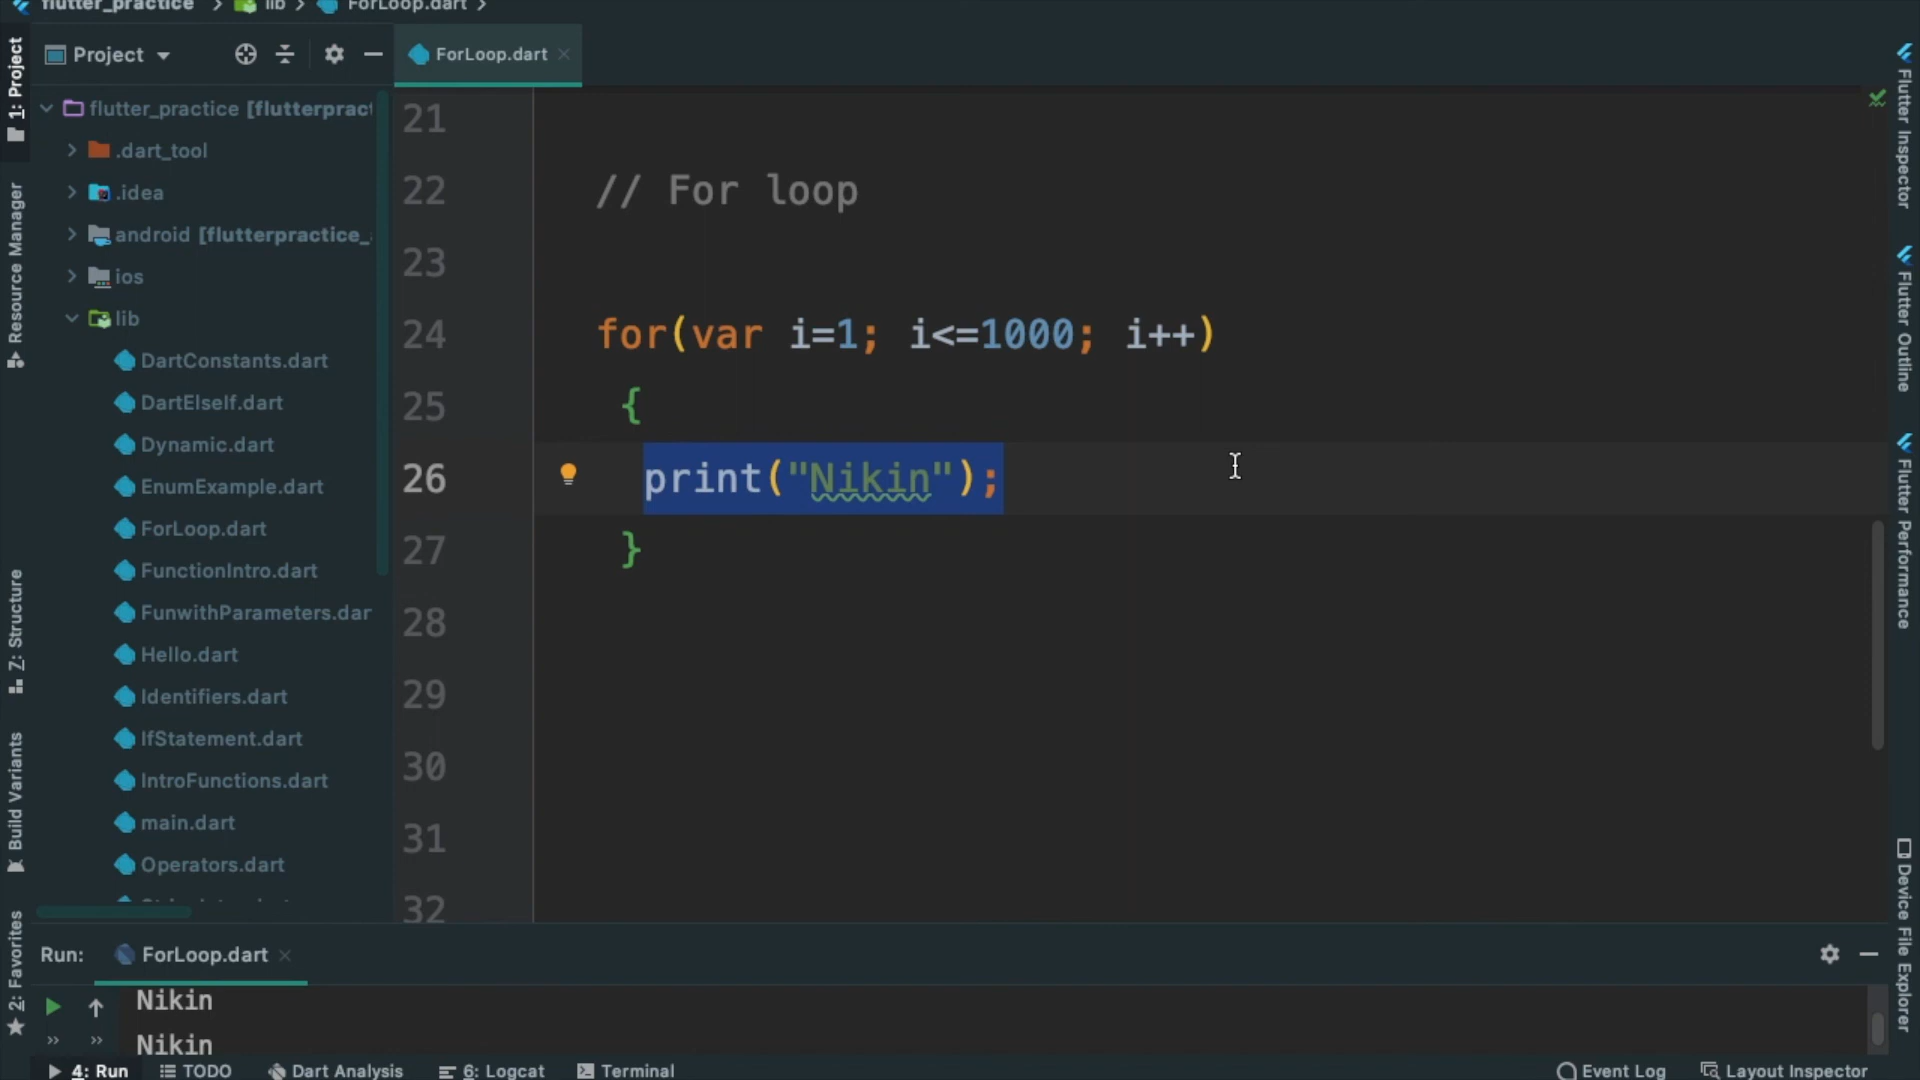 flutter_practice > lib > ForLoop.dart >
Project
ForLoop.dart
flutter_practice [flutterpract
.dart_tool
.idea
android [flutterpractice_
ios
lib
DartConstants.dart
DartElseIf.dart
Dynamic.dart
EnumExample.dart
ForLoop.dart
FunctionIntro.dart
FunwithParameters.dar
Hello.dart
Identifiers.dart
IfStatement.dart
IntroFunctions.dart
main.dart
Operators.dart
21
22 // For loop
23
24 for(var i=1; i<=1000; i++)
25 {
26 print("Nikin");
27 }
28
29
30
31
32
1: Project
Resource Manager
Z: Structure
Build Variants
2: Favorites
Flutter Inspector
Flutter Outline
Flutter Performance
Device File Explorer
Run: ForLoop.dart
Nikin
Nikin
4: Run TODO Dart Analysis 6: Logcat Terminal Event Log Layout Inspector